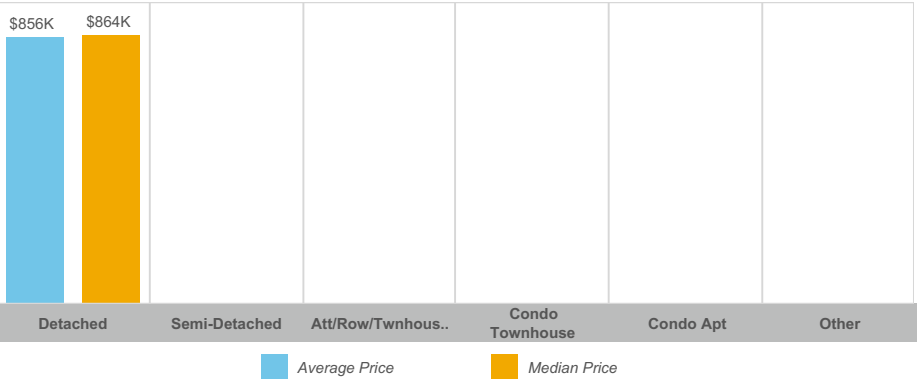 $856K
$864K
Detached
Semi-Detached
Att/Row/Twnhous..
Condo
Townhouse
Condo Apt
Other
Average Price
Median Price